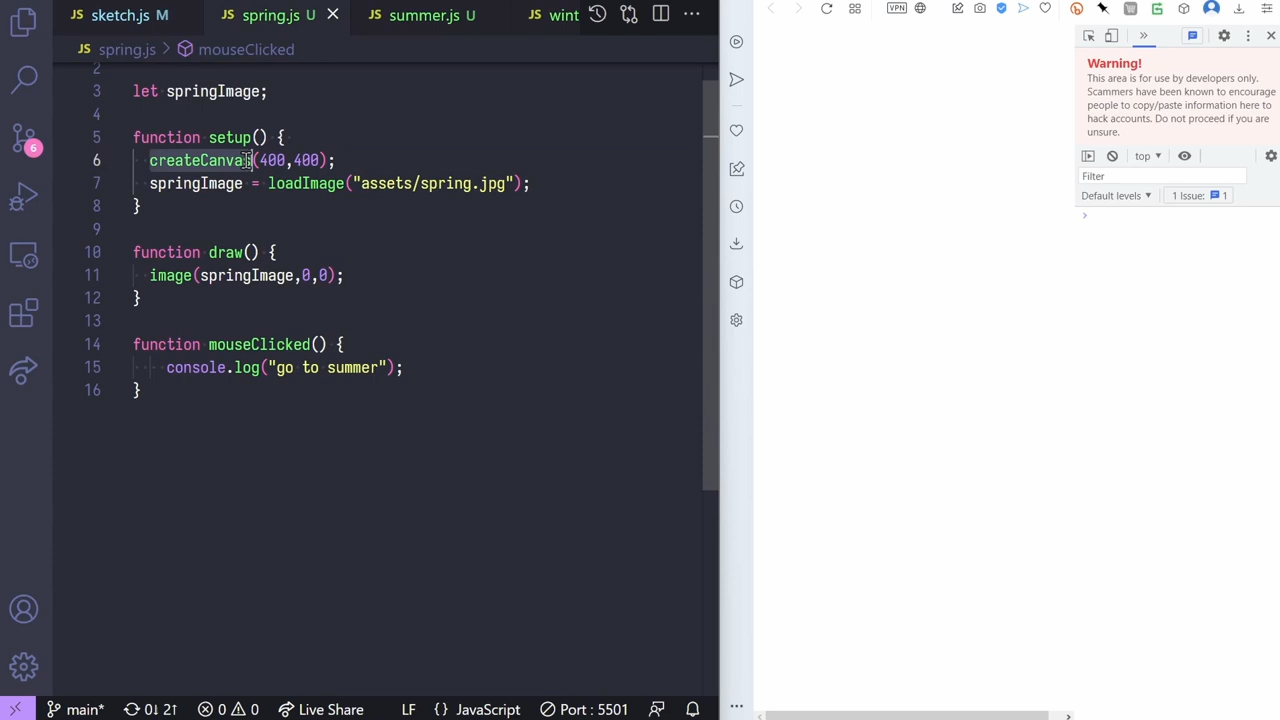 sketch.js M spring.js U summer.js U wint
spring.js mouseClicked
VPN
2
3 let springImage;
4
5 function setup() {
6 createCanvas(400,400);
7 springImage = loadImage("assets/spring.jpg");
8 }
9
10 function draw() {
11 image(springImage,0,0);
12 }
13
14 function mouseClicked() {
15 console.log("go to summer");
16 }
6
main* 0↓ 2↑ 0 0 Live Share LF {} JavaScript Port : 5501
Warning!
This area is for use by developers only.
Scammers have been known to encourage
people to copy/paste information here to
hack accounts. Do not proceed if you are
unsure.
top
Filter
Default levels 1 Issue: 1